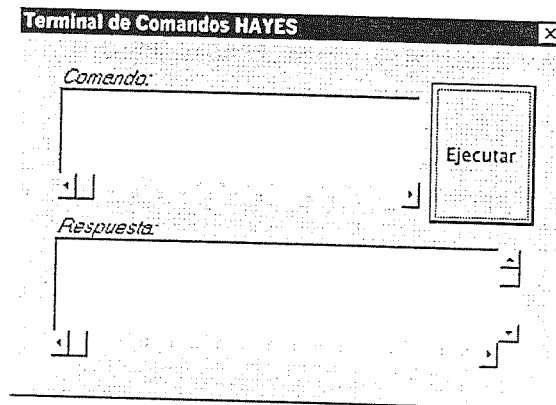 Terminal de Comandos HAYES
Comando:
Ejecutar
Respuesta: